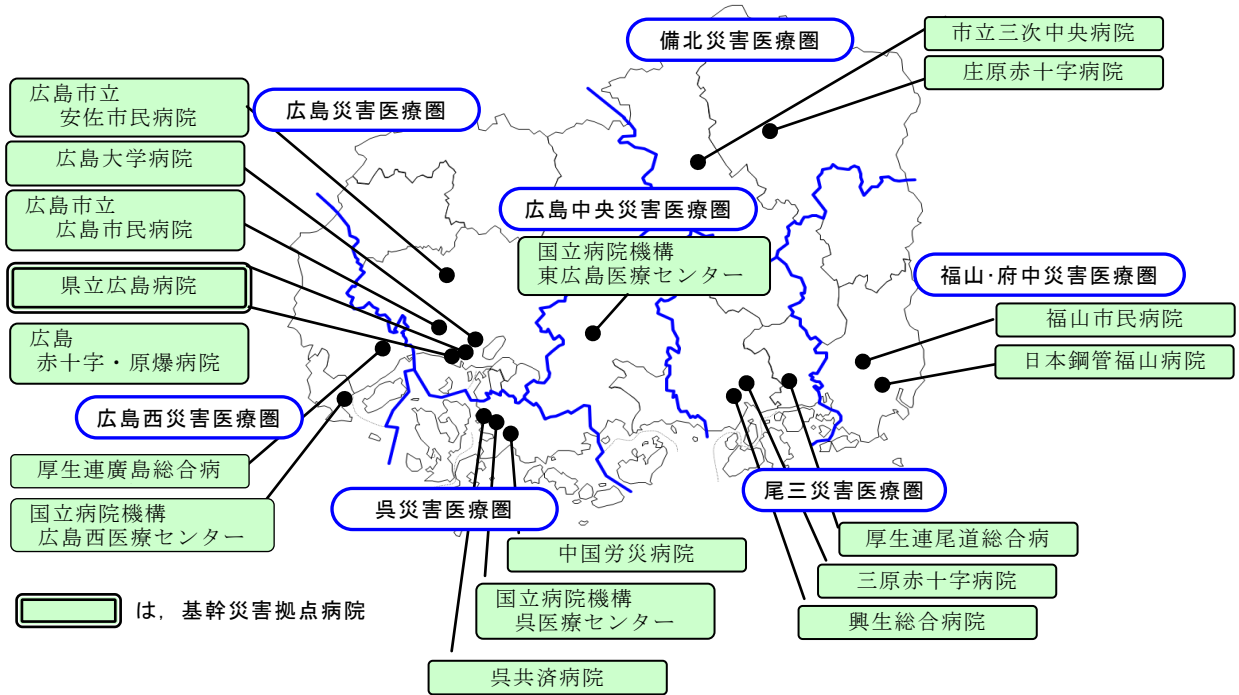 備北災害医療圏
市立三次中央病院
庄原赤十字病院
広島市立
安佐市民病院
広島災害医療圏
広島大学病院
広島市立
広島市民病院
県立広島病院
広島
赤十字・原爆病院
広島中央災害医療圏
国立病院機構
東広島医療センター
福山・府中災害医療圏
福山市民病院
日本鋼管福山病院
広島西災害医療圏
厚生連廣島総合病
国立病院機構
広島西医療センター
呉災害医療圏
尾三災害医療圏
中国労災病院
国立病院機構
呉医療センター
呉共済病院
厚生連尾道総合病
三原赤十字病院
興生総合病院
は，基幹災害拠点病院